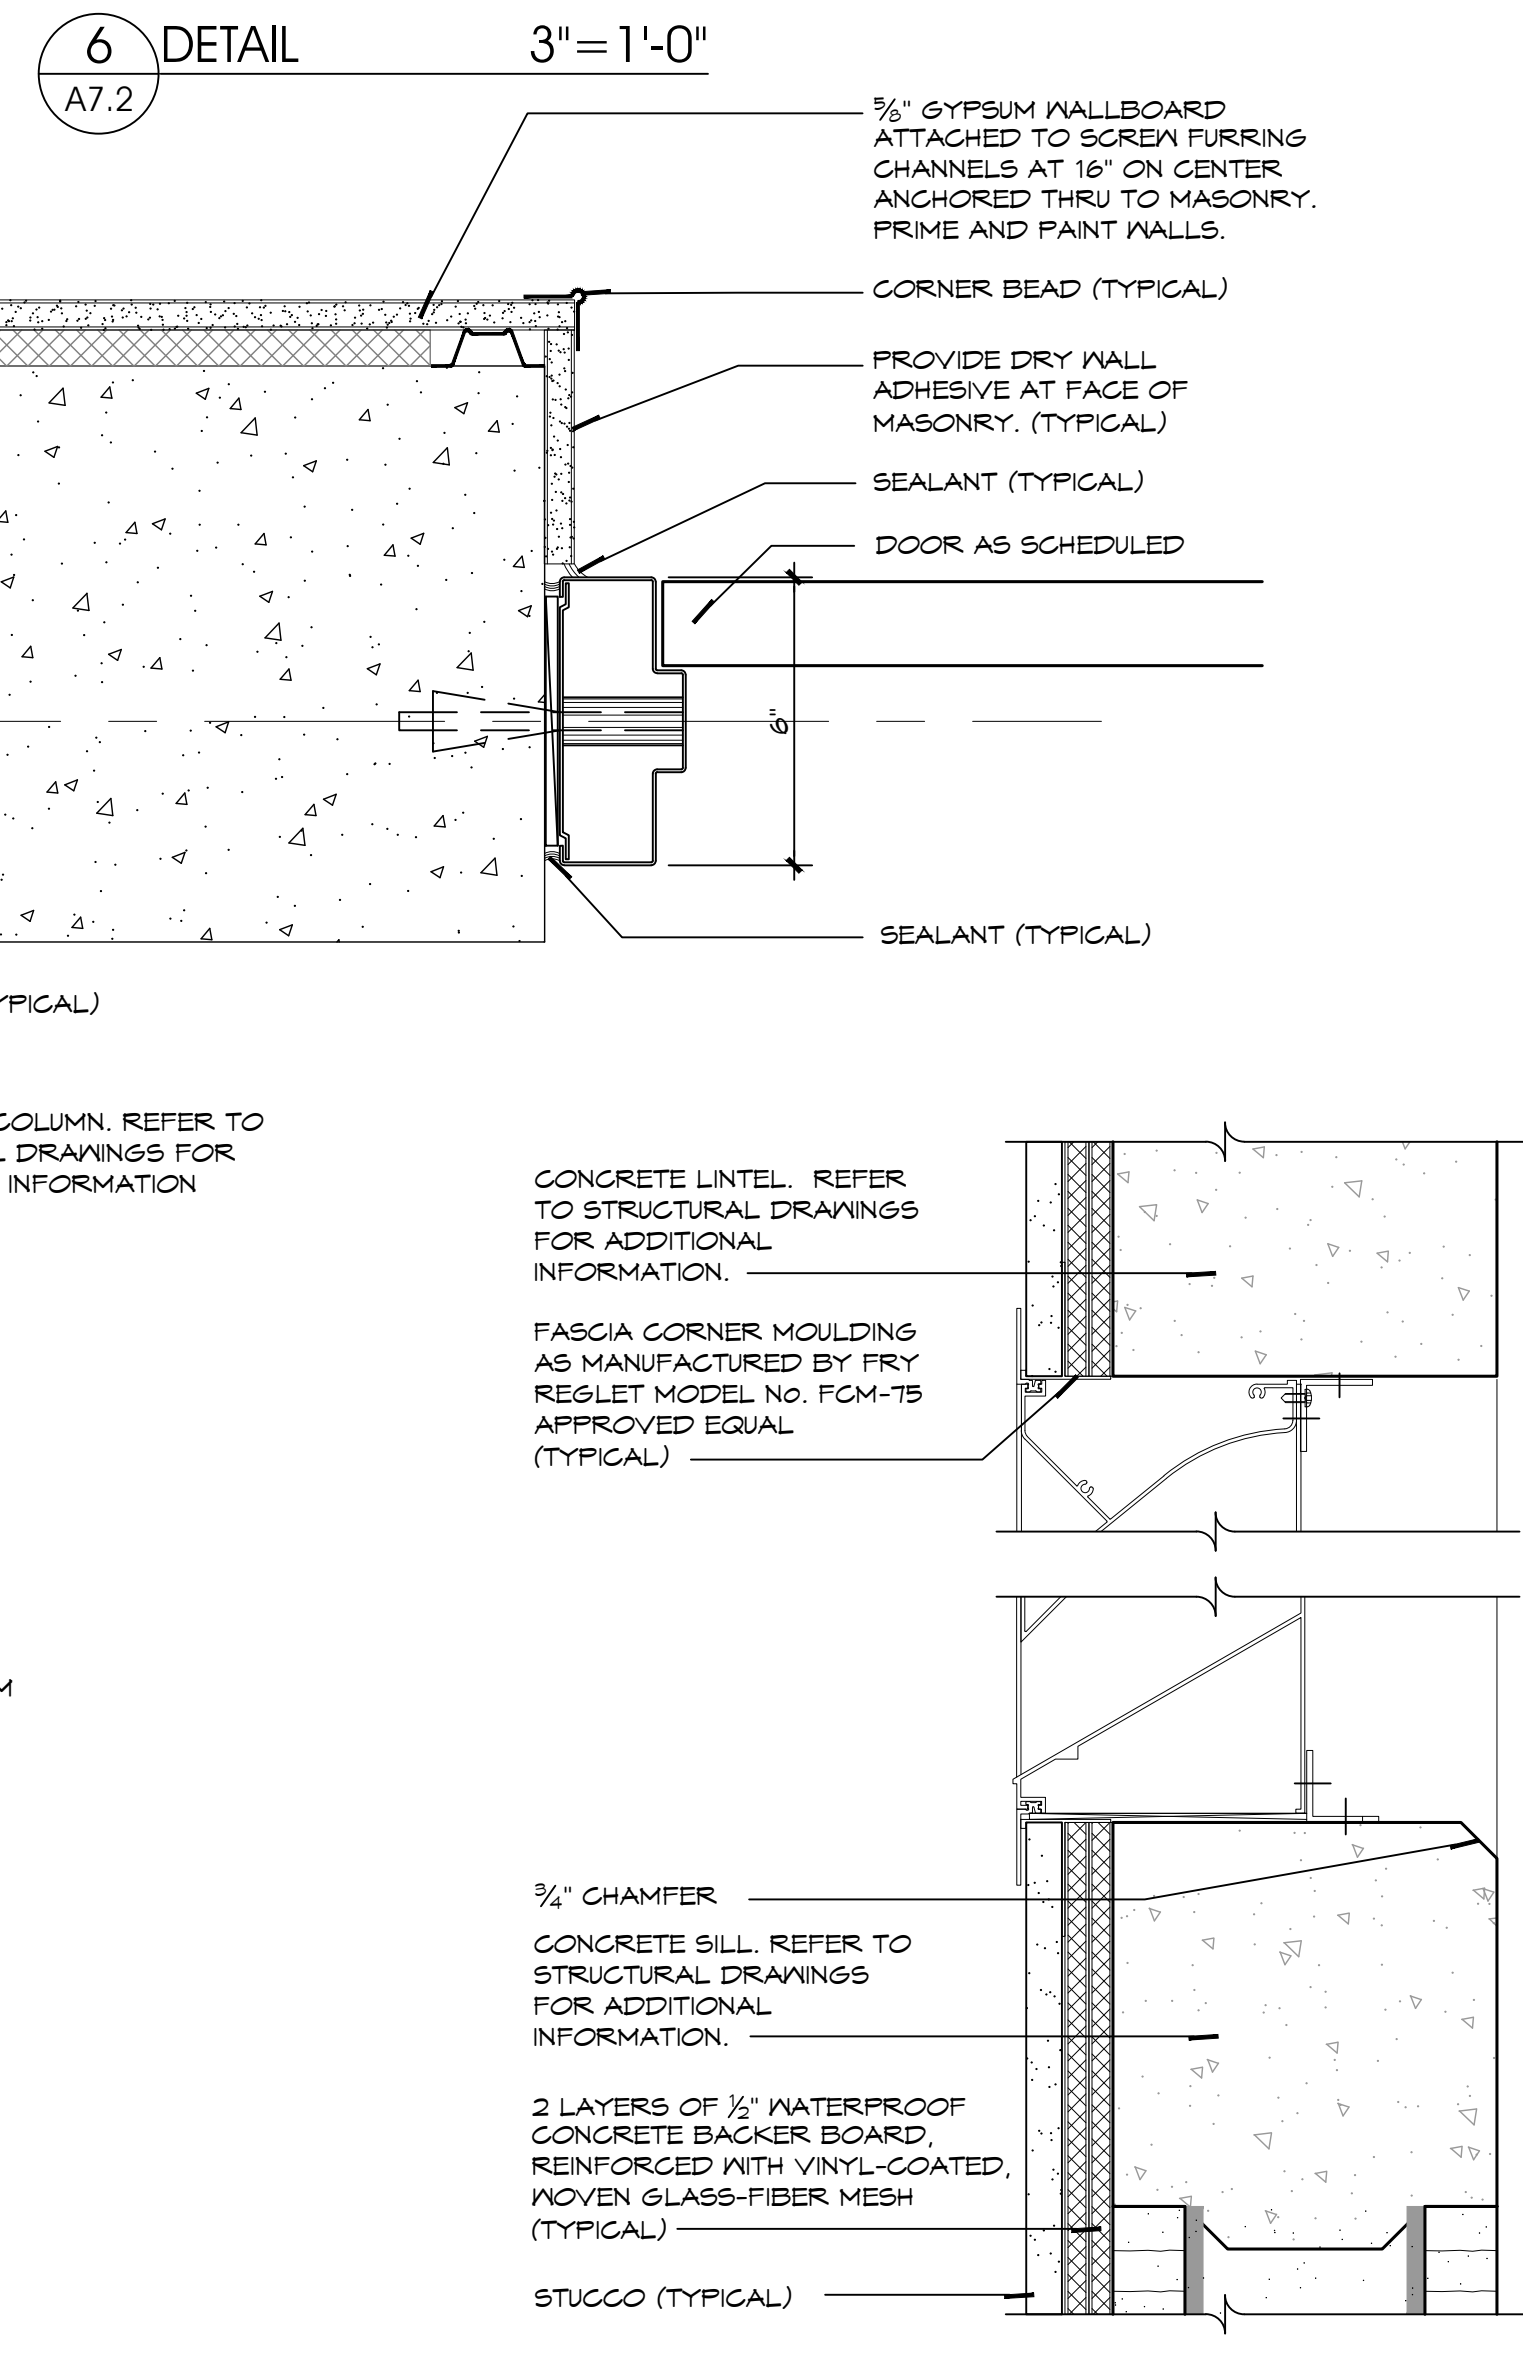 6 DETAIL 3"=1'-0"
A7.2
5/8" GYPSUM WALLBOARD
ATTACHED TO SCREW FURRING
CHANNELS AT 16" ON CENTER
ANCHORED THRU TO MASONRY.
PRIME AND PAINT WALLS.
CORNER BEAD (TYPICAL)
PROVIDE DRY WALL
ADHESIVE AT FACE OF
MASONRY. (TYPICAL)
SEALANT (TYPICAL)
DOOR AS SCHEDULED
6"
SEALANT (TYPICAL)
YPICAL)
COLUMN. REFER TO
L DRAWINGS FOR
INFORMATION
CONCRETE LINTEL. REFER
TO STRUCTURAL DRAWINGS
FOR ADDITIONAL
INFORMATION.
FASCIA CORNER MOULDING
AS MANUFACTURED BY FRY
REGLET MODEL No. FCM-75
APPROVED EQUAL
(TYPICAL)
M
3/4" CHAMFER
CONCRETE SILL. REFER TO
STRUCTURAL DRAWINGS
FOR ADDITIONAL
INFORMATION.
2 LAYERS OF 1/2" WATERPROOF
CONCRETE BACKER BOARD,
REINFORCED WITH VINYL-COATED,
WOVEN GLASS-FIBER MESH
(TYPICAL)
STUCCO (TYPICAL)